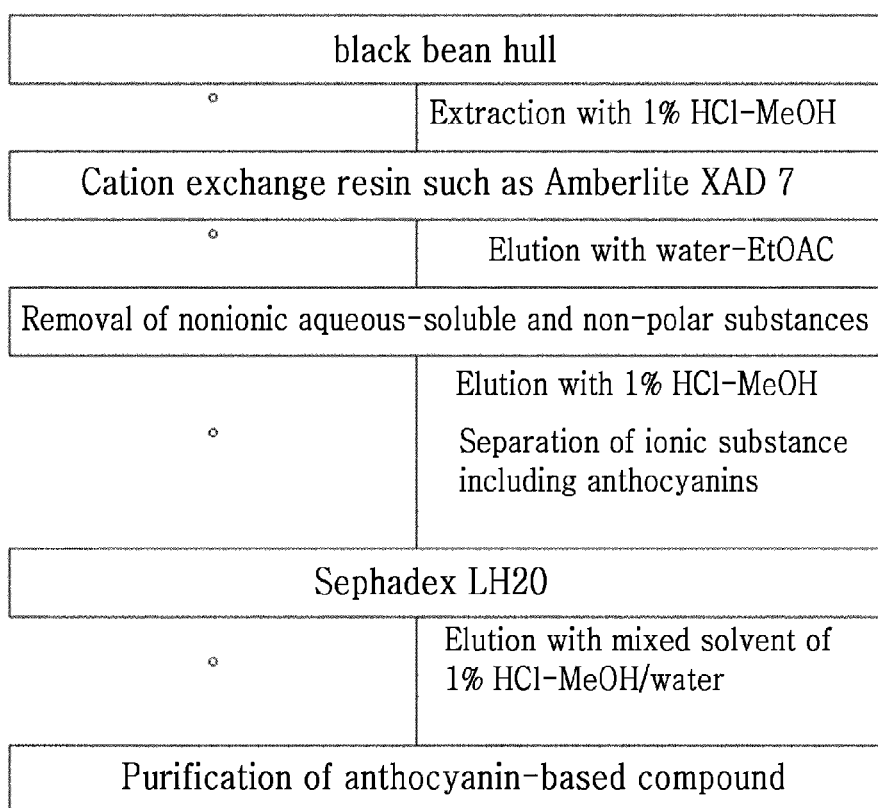 black bean hull
Extraction with 1% HCl-MeOH
Cation exchange resin such as Amberlite XAD 7
Elution with water-EtOAC
Removal of nonionic aqueous-soluble and non-polar substances
Elution with 1% HCl-MeOH
Separation of ionic substance
including anthocyanins
Sephadex LH20
Elution with mixed solvent of
1% HCl-MeOH/water
Purification of anthocyanin-based compound